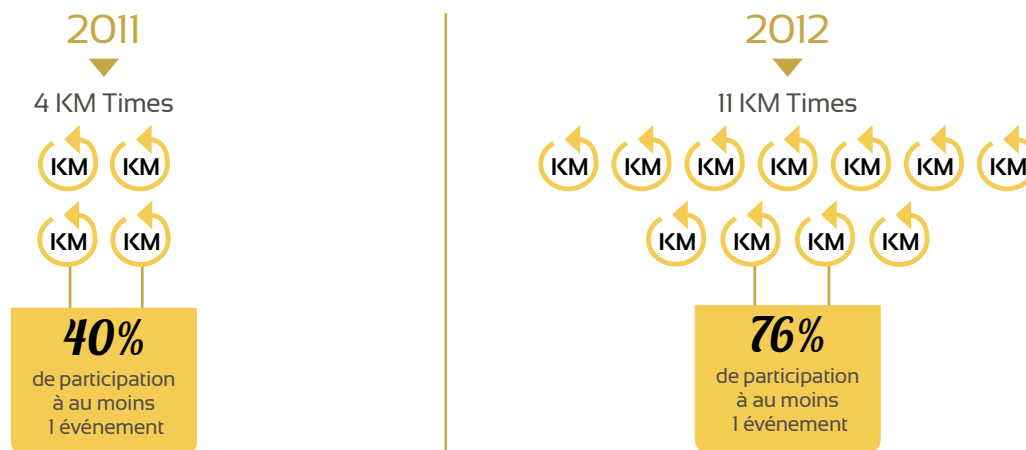 2011
4 KM Times
KM KM
KM KM
40%
de participation
à au moins
1 événement
2012
11 KM Times
KM KM KM KM KM KM KM
KM KM KM KM
76%
de participation
à au moins
1 événement